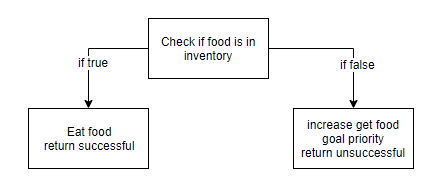 Check if food is in
inventory
if true
if false
Eat food
return successful
increase get food
goal priority
return unsuccessful